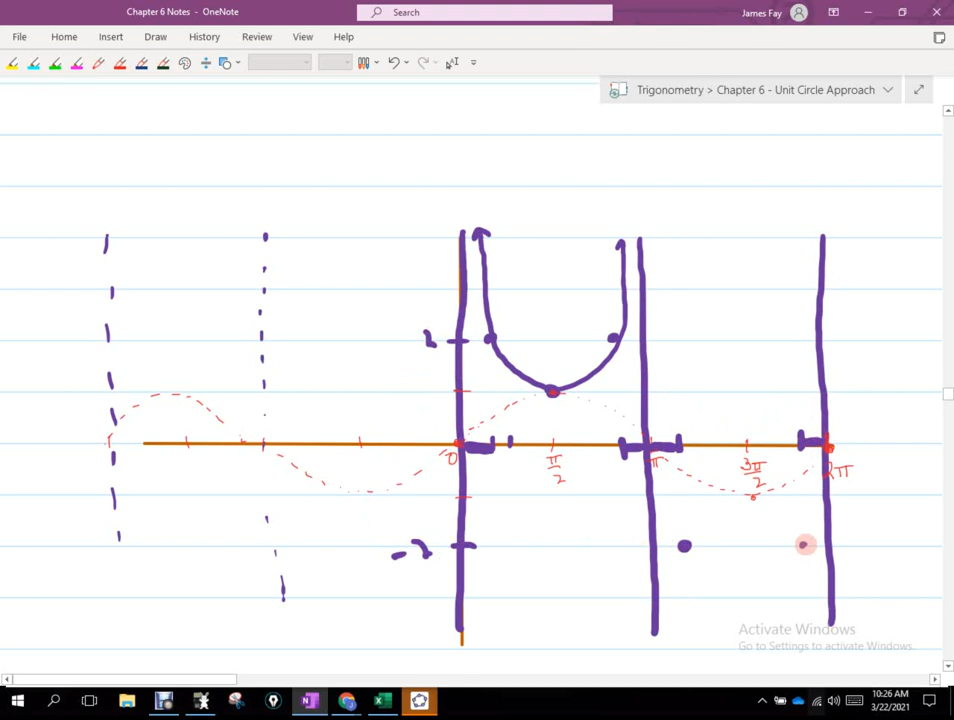 Chapter 6 Notes - OneNote
Search
James Fay
File Home Insert Draw History Review View Help
Trigonometry > Chapter 6 - Unit Circle Approach
2
0
π/2
π
3π/2
2π
-2
Activate Windows
Go to Settings to activate Windows.
10:26 AM
3/22/2021